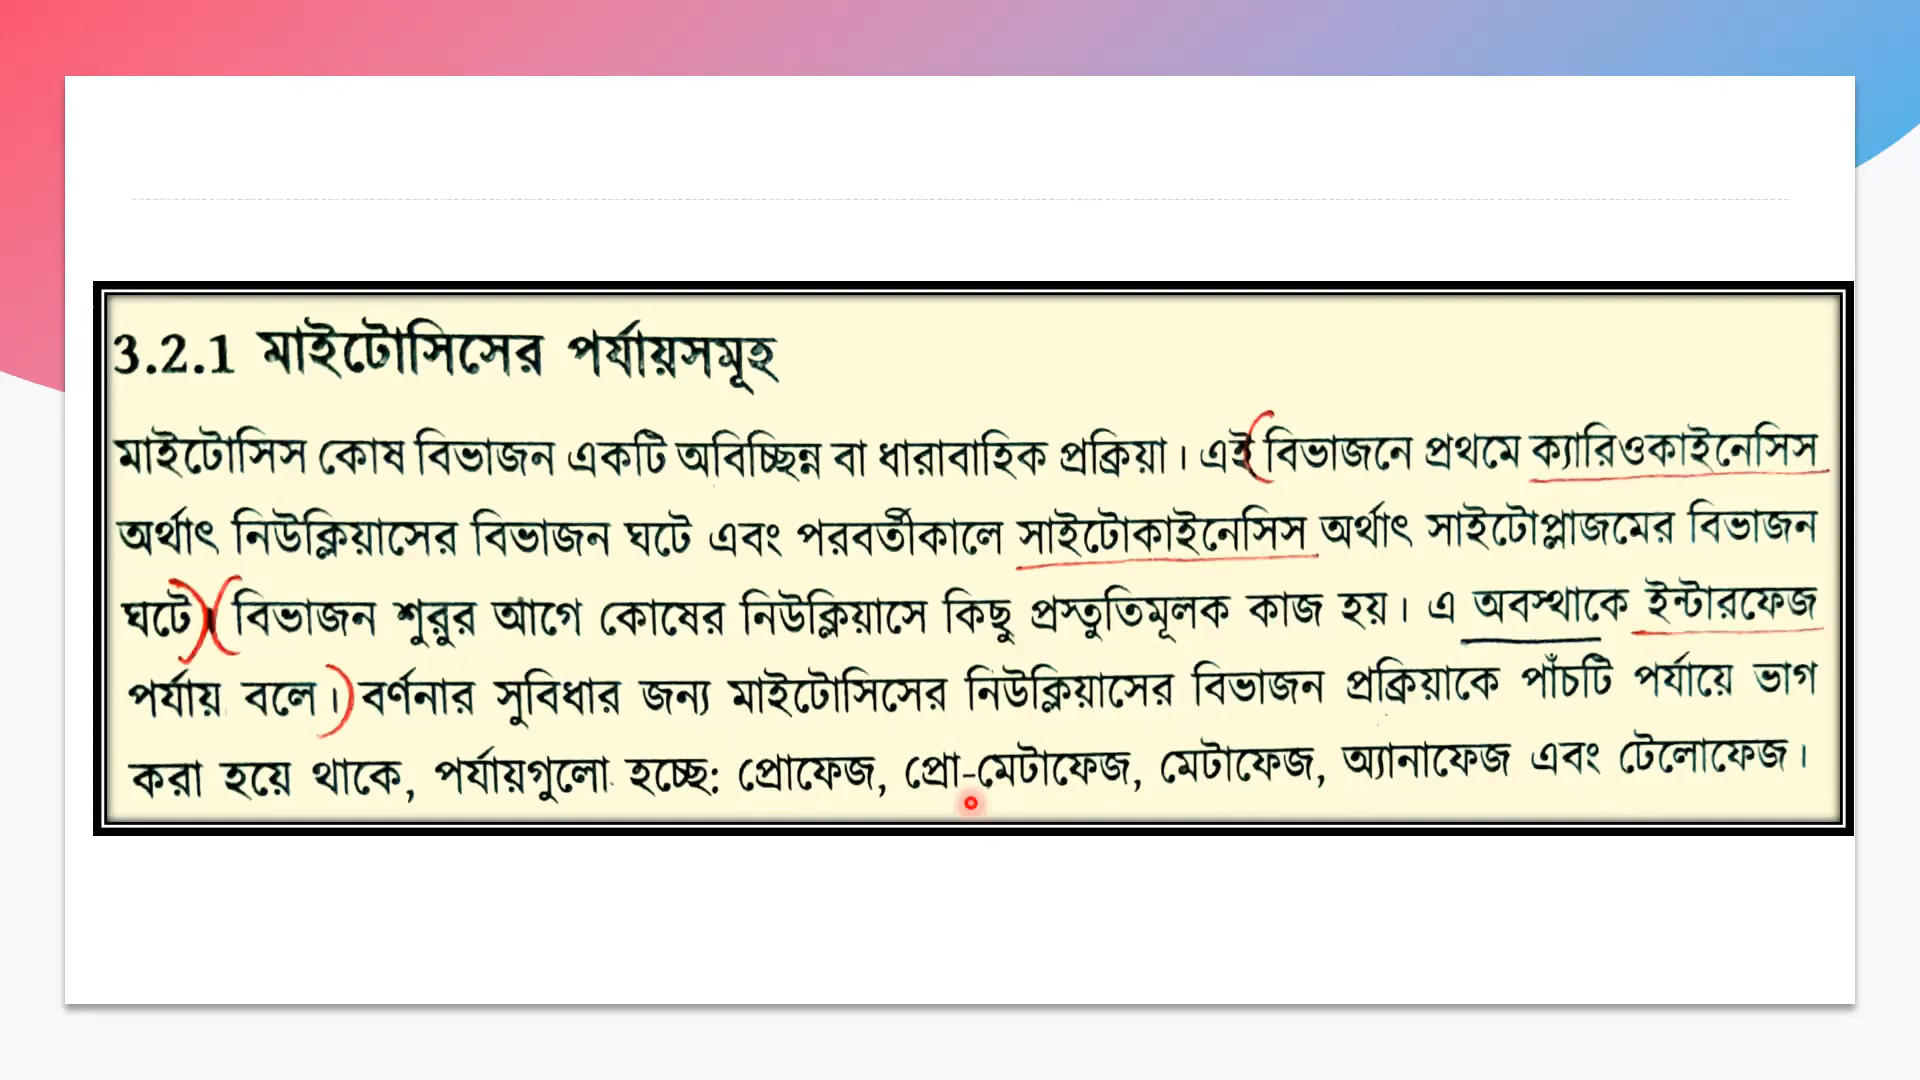 3.2.1 মাইটোসিসের পর্যায়সমূহ
মাইটোসিস কোষ বিভাজন একটি অবিচ্ছিন্ন বা ধারাবাহিক প্রক্রিয়া। এই বিভাজনে প্রথমে ক্যারিওকাইনেসিস
অর্থাৎ নিউক্লিয়াসের বিভাজন ঘটে এবং পরবর্তীকালে সাইটোকাইনেসিস অর্থাৎ সাইটোপ্লাজমের বিভাজন
ঘটে। বিভাজন শুরুর আগে কোষের নিউক্লিয়াসে কিছু প্রস্তুতিমূলক কাজ হয়। এ অবস্থাকে ইন্টারফেজ
পর্যায় বলে। বর্ণনার সুবিধার জন্য মাইটোসিসের নিউক্লিয়াসের বিভাজন প্রক্রিয়াকে পাঁচটি পর্যায়ে ভাগ
করা হয়ে থাকে, পর্যায়গুলো হচ্ছে: প্রোফেজ, প্রো-মেটাফেজ, মেটাফেজ, অ্যানাফেজ এবং টেলোফেজ।